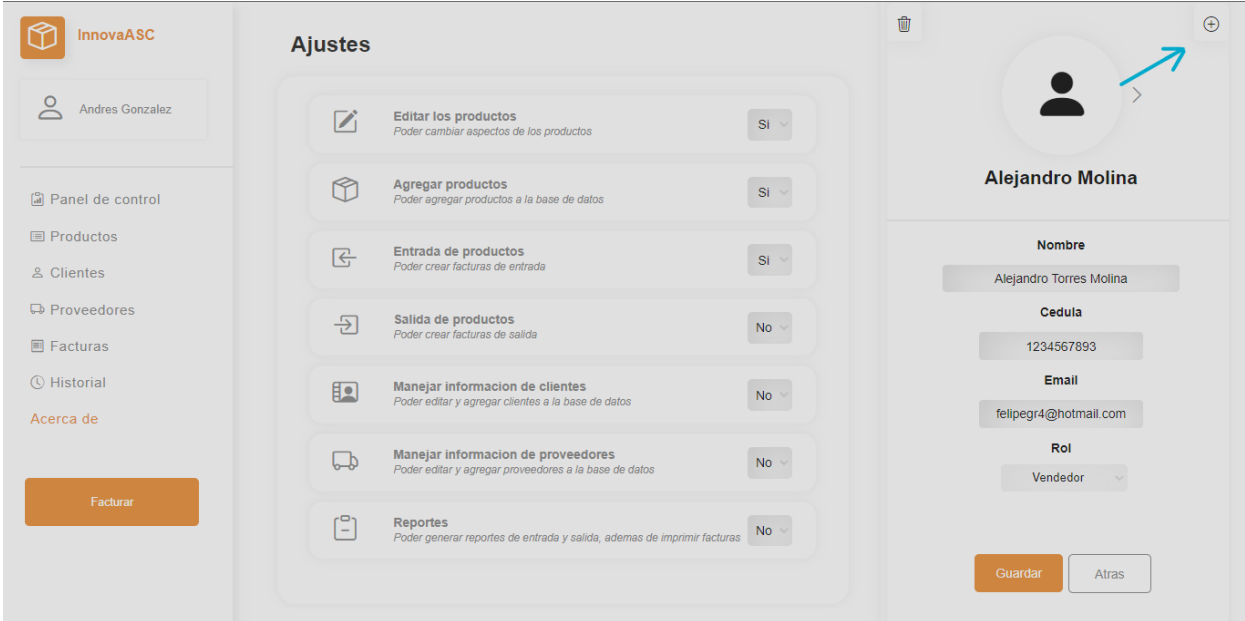 InnovaASC
Andres Gonzalez
Panel de control
Productos
Clientes
Proveedores
Facturas
Historial
Acerca de
Facturar
Ajustes
Editar los productos
Poder cambiar aspectos de los productos
Si
Agregar productos
Poder agregar productos a la base de datos
Si
Entrada de productos
Poder crear facturas de entrada
Si
Salida de productos
Poder crear facturas de salida
No
Manejar informacion de clientes
Poder editar y agregar clientes a la base de datos
No
Manejar informacion de proveedores
Poder editar y agregar proveedores a la base de datos
No
Reportes
Poder generar reportes de entrada y salida, ademas de imprimir facturas
No
Alejandro Molina
Nombre
Alejandro Torres Molina
Cedula
1234567893
Email
felipegr4@hotmail.com
Rol
Vendedor
Guardar
Atras